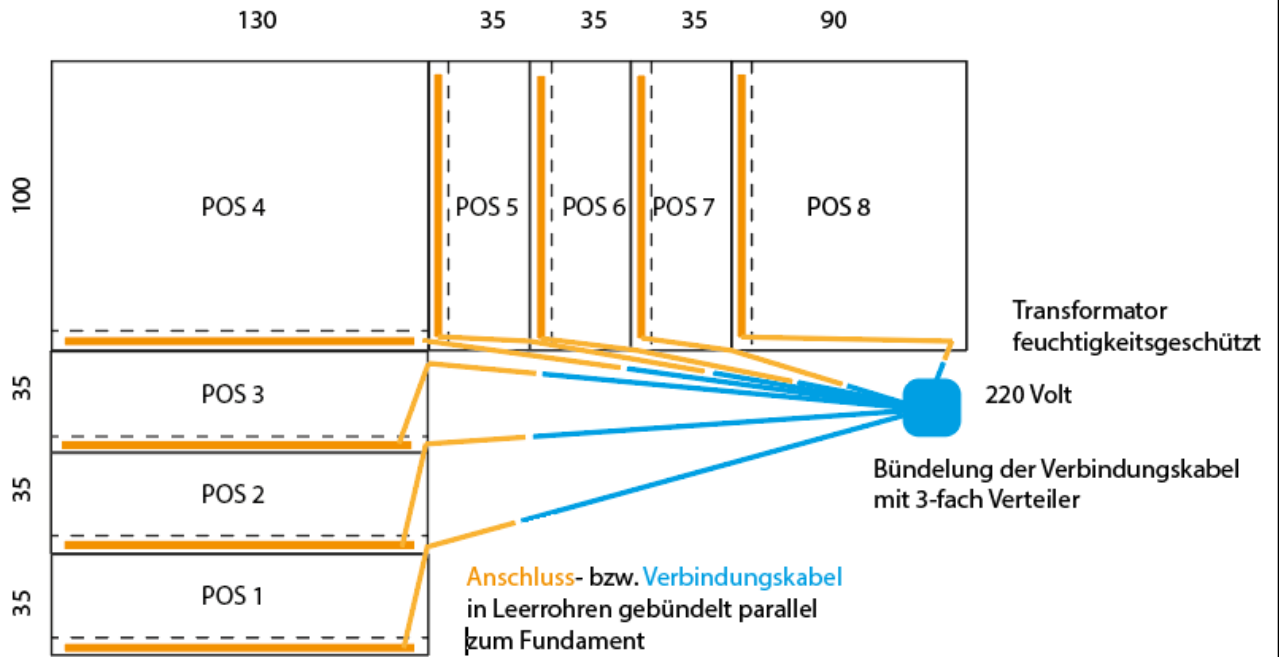 130
35
35
35
90
100
POS 4
POS 5
POS 6
POS 7
POS 8
Transformator
feuchtigkeitsgeschützt
220 Volt
35
POS 3
35
POS 2
35
POS 1
Bündelung der Verbindungskabel
mit 3-fach Verteiler
Anschluss- bzw. Verbindungskabel
in Leerrohren gebündelt parallel
zum Fundament